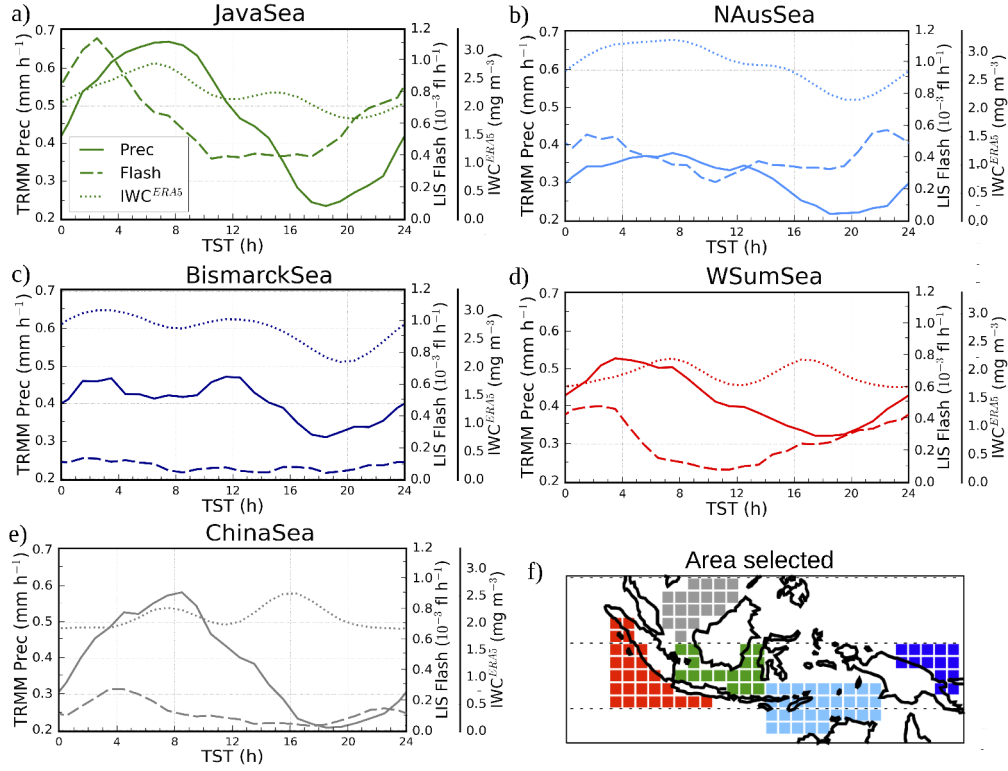 a)
JavaSea
TRMM Prec (mm h⁻¹)
0.7
0.6
0.5
0.4
0.3
0.2
Prec
Flash
IWC^ERA5
0 4 8 12 16 20 24
TST (h)
1.2
1.0
0.8
0.6
0.4
0.2
0.0
LIS Flash (10⁻³ fl h⁻¹)
3.0
2.5
2.0
1.5
1.0
0.5
0.0
IWC^ERA5 (mg m⁻³)
b)
NAusSea
TRMM Prec (mm h⁻¹)
0.7
0.6
0.5
0.4
0.3
0.2
0 4 8 12 16 20 24
TST (h)
1.2
1.0
0.8
0.6
0.4
0.2
0.0
LIS Flash (10⁻³ fl h⁻¹)
3.0
2.5
2.0
1.5
1.0
0.5
0.0
IWC^ERA5 (mg m⁻³)
c)
BismarckSea
TRMM Prec (mm h⁻¹)
0.7
0.6
0.5
0.4
0.3
0.2
0 4 8 12 16 20 24
TST (h)
1.2
1.0
0.8
0.6
0.4
0.2
0.0
LIS Flash (10⁻³ fl h⁻¹)
3.0
2.5
2.0
1.5
1.0
0.5
0.0
IWC^ERA5 (mg m⁻³)
d)
WSumSea
TRMM Prec (mm h⁻¹)
0.7
0.6
0.5
0.4
0.3
0.2
0 4 8 12 16 20 24
TST (h)
1.2
1.0
0.8
0.6
0.4
0.2
0.0
LIS Flash (10⁻³ fl h⁻¹)
3.0
2.5
2.0
1.5
1.0
0.5
0.0
IWC^ERA5 (mg m⁻³)
e)
ChinaSea
TRMM Prec (mm h⁻¹)
0.7
0.6
0.5
0.4
0.3
0.2
0 4 8 12 16 20 24
TST (h)
1.2
1.0
0.8
0.6
0.4
0.2
0.0
LIS Flash (10⁻³ fl h⁻¹)
3.0
2.5
2.0
1.5
1.0
0.5
0.0
IWC^ERA5 (mg m⁻³)
f)
Area selected